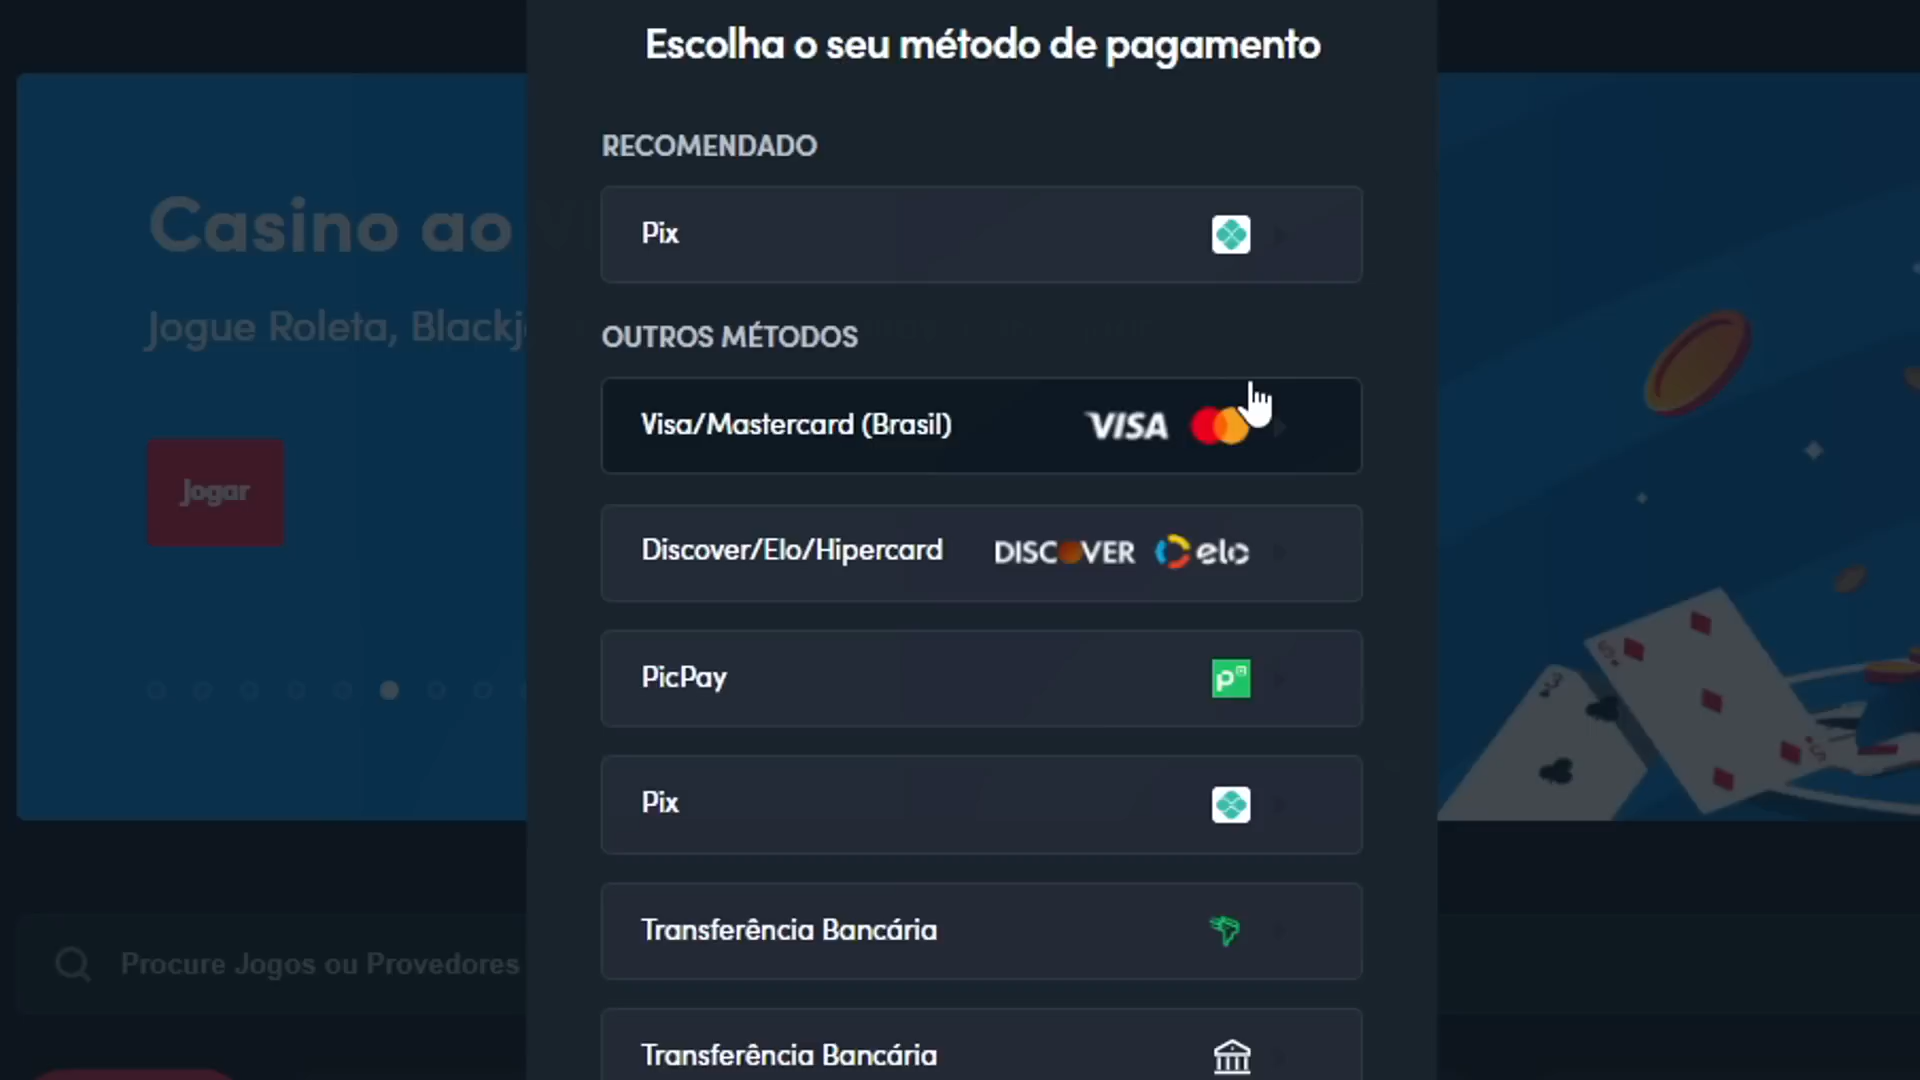 Escolha o seu método de pagamento
RECOMENDADO
Pix
OUTROS MÉTODOS
Visa/Mastercard (Brasil) VISA
Discover/Elo/Hipercard DISCOVER elo
PicPay
Pix
Transferência Bancária
Transferência Bancária
Casino ao
Jogue Roleta, Blackj
Jogar
Procure Jogos ou Provedores